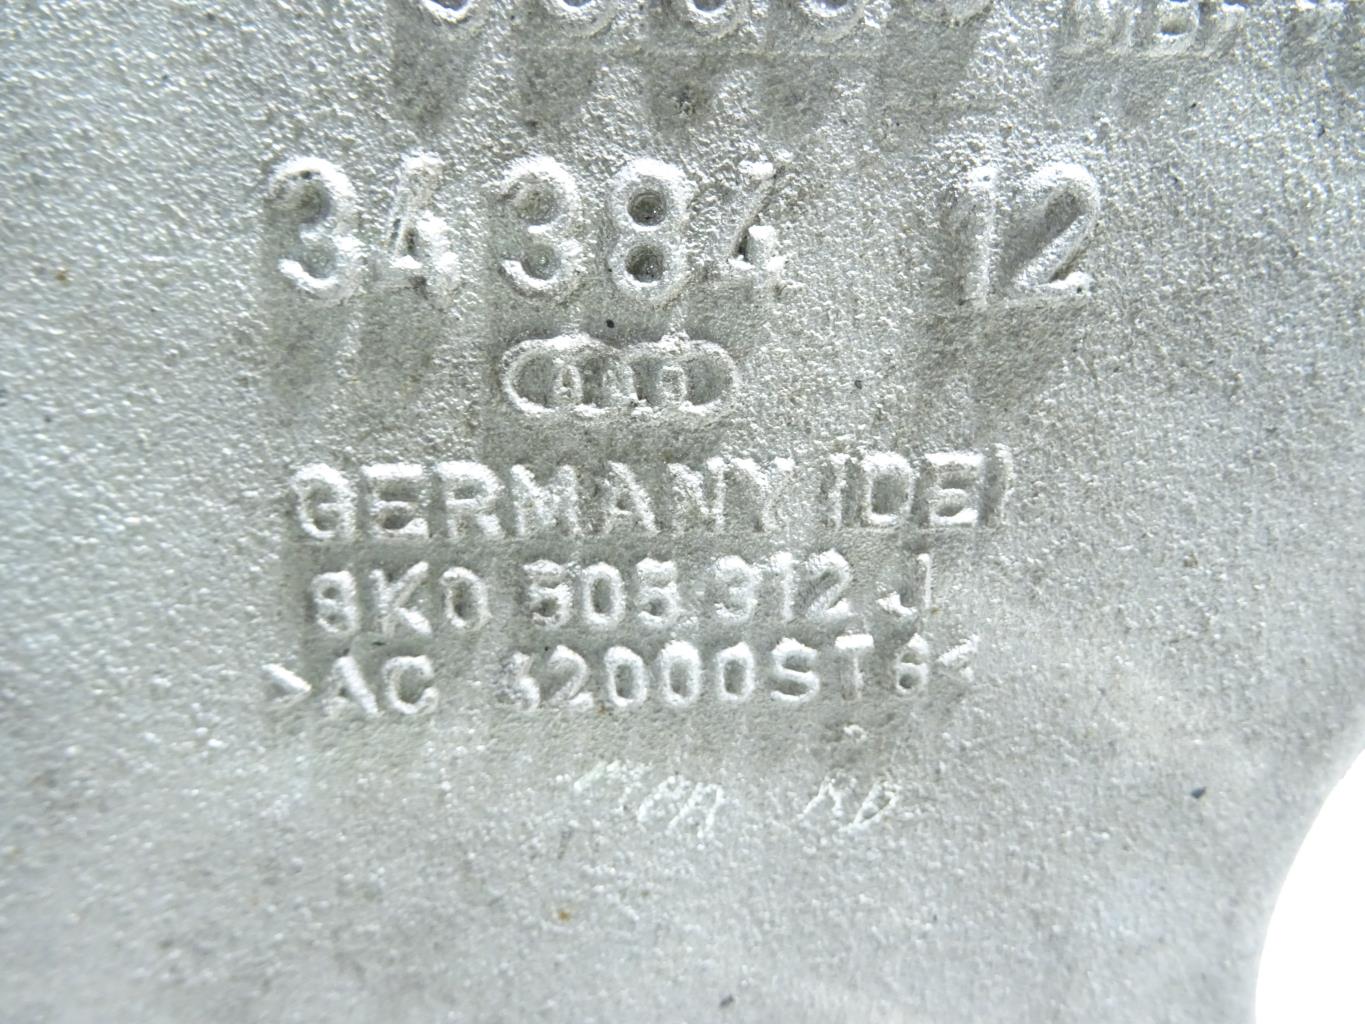 34384 12
GERMANY (DE)
8K0 505 312 J
>AC 42000ST6<